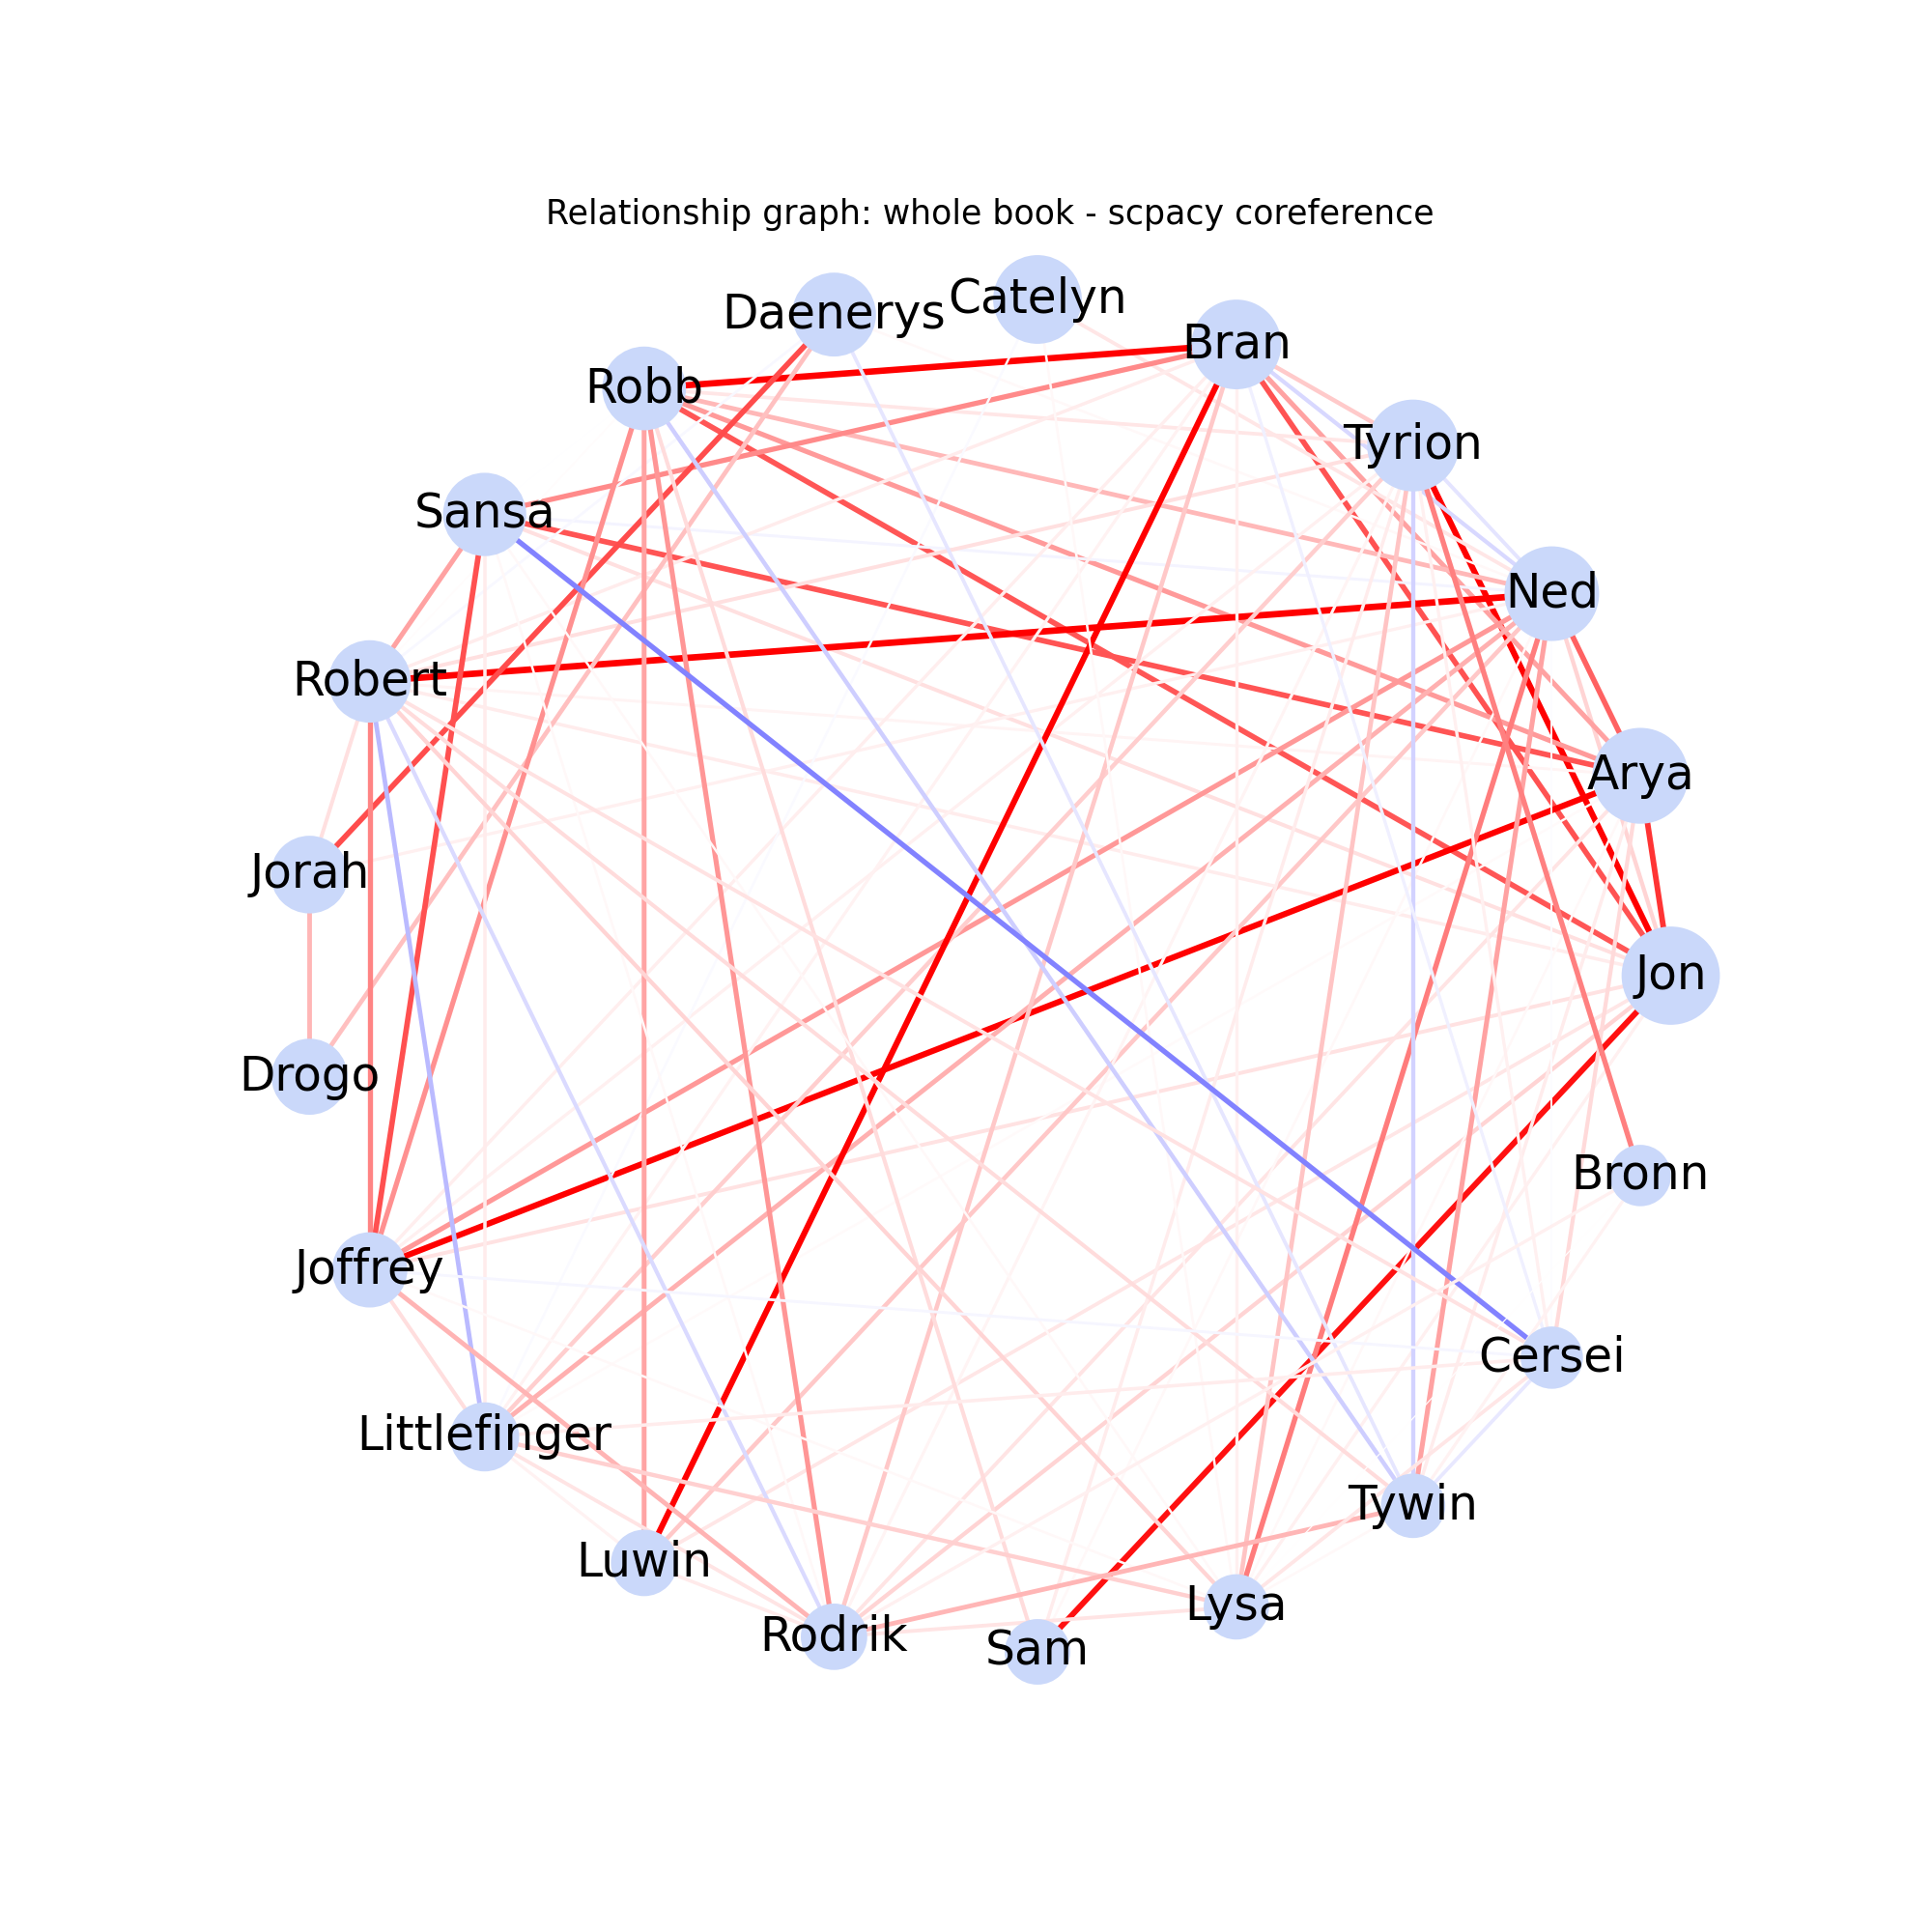 Relationship graph: whole book - scpacy coreference
Catelyn
Daenerys
Bran
Robb
Tyrion
Sansa
Ned
Robert
Arya
Jorah
Jon
Drogo
Bronn
Joffrey
Cersei
Littlefinger
Tywin
Luwin
Lysa
Rodrik
Sam